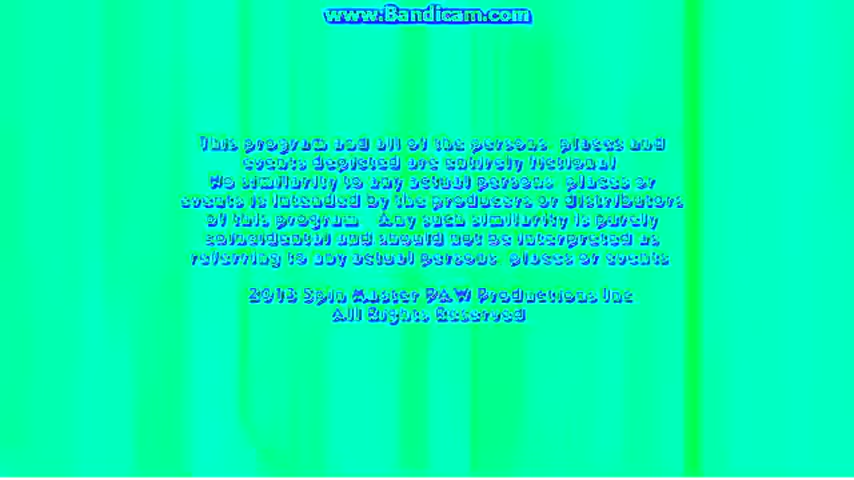 www.Bandicam.com
This program and all of the persons, places and
events depicted are entirely fictional
No similarity to any actual persons, places or
events is intended by the producers or distributors
of this program. Any such similarity is purely
coincidental and should not be interpreted as
referring to any actual persons, places or events
2013 Spin Master PAW Productions Inc
All Rights Reserved